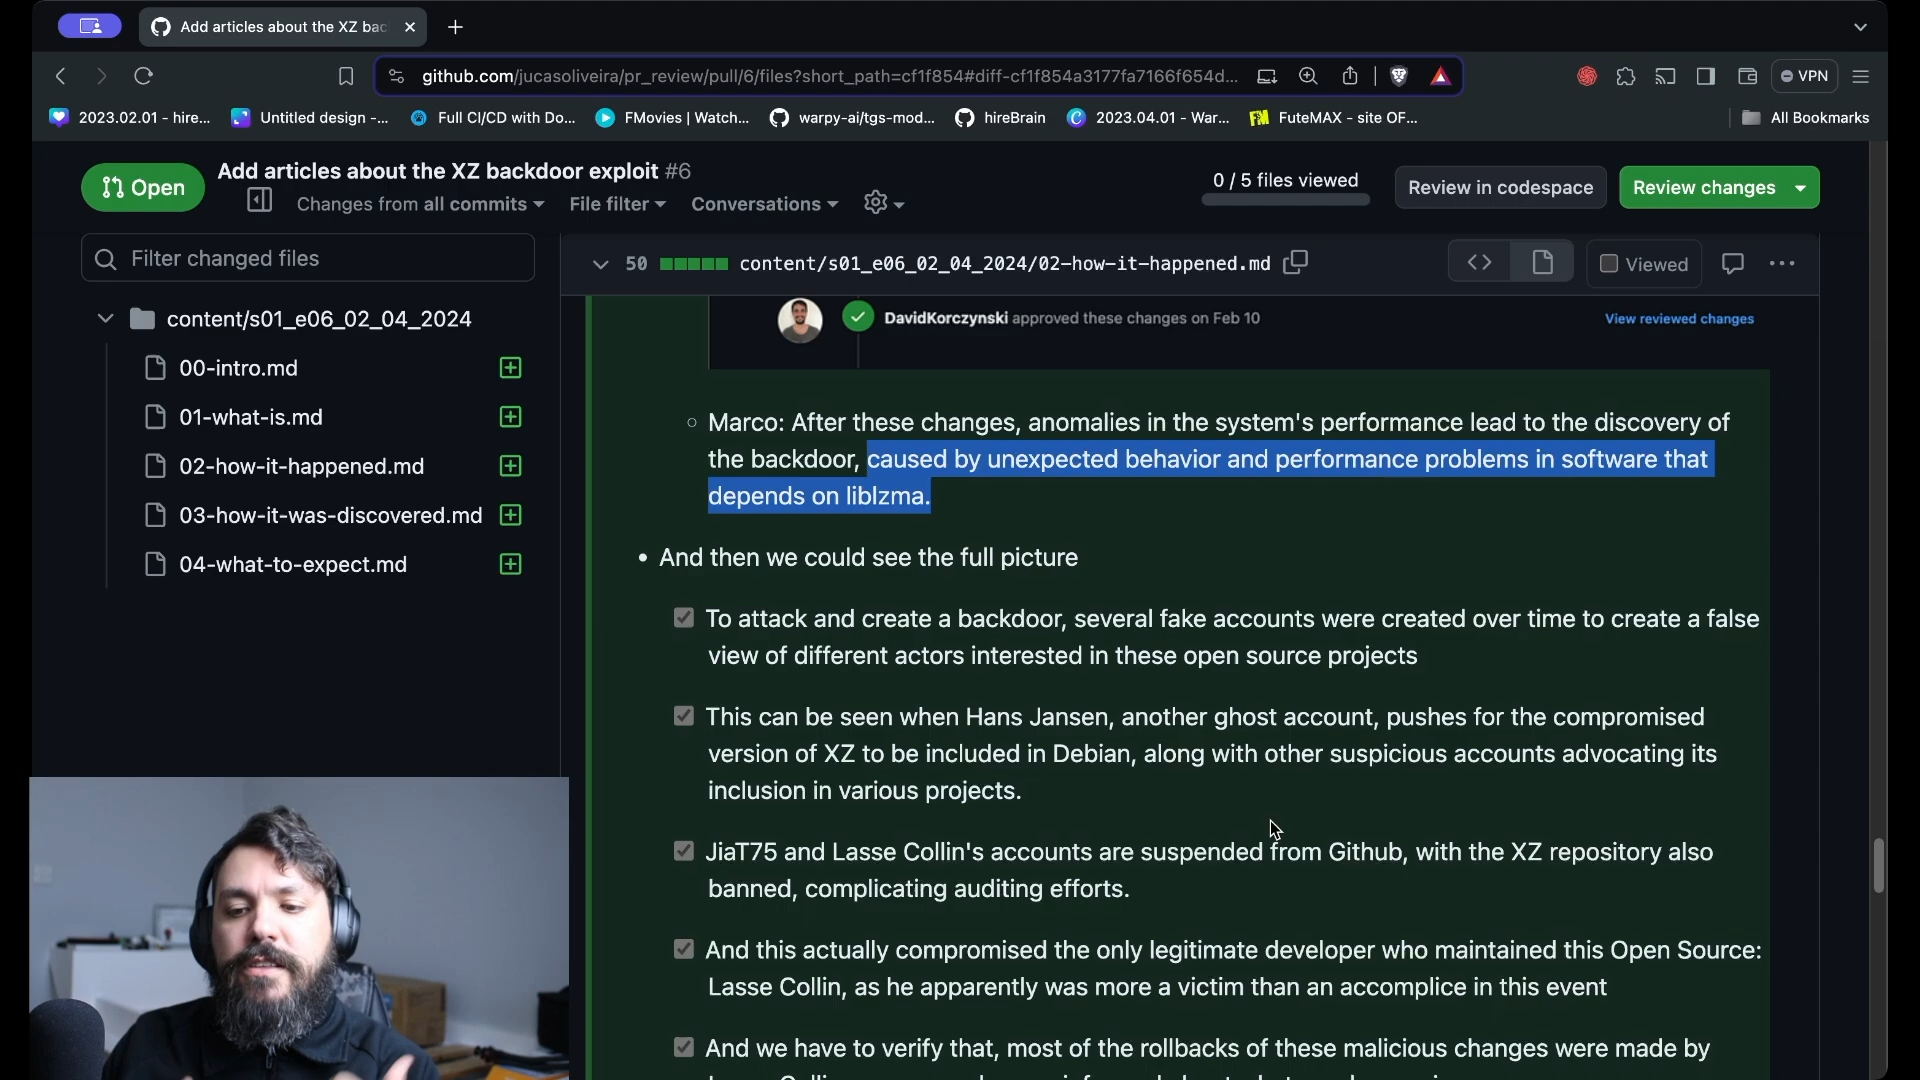 Add articles about the XZ bac
github.com/jucasoliveira/pr_review/pull/6/files?short_path=cf1f854#diff-cf1f854a3177fa7166f654d...
VPN
2023.02.01 - hire...
Untitled design -...
Full CI/CD with Do...
FMovies | Watch...
warpy-ai/tgs-mod...
hireBrain
2023.04.01 - War...
FuteMAX - site OF...
All Bookmarks
Open
Add articles about the XZ backdoor exploit #6
Changes from all commits
File filter
Conversations
0 / 5 files viewed
Review in codespace
Review changes
Filter changed files
50
content/s01_e06_02_04_2024/02-how-it-happened.md
Viewed
content/s01_e06_02_04_2024
00-intro.md
01-what-is.md
02-how-it-happened.md
03-how-it-was-discovered.md
04-what-to-expect.md
DavidKorczynski approved these changes on Feb 10
View reviewed changes
Marco: After these changes, anomalies in the system's performance lead to the discovery of
the backdoor, caused by unexpected behavior and performance problems in software that
depends on liblzma.
And then we could see the full picture
To attack and create a backdoor, several fake accounts were created over time to create a false
view of different actors interested in these open source projects
This can be seen when Hans Jansen, another ghost account, pushes for the compromised
version of XZ to be included in Debian, along with other suspicious accounts advocating its
inclusion in various projects.
JiaT75 and Lasse Collin's accounts are suspended from Github, with the XZ repository also
banned, complicating auditing efforts.
And this actually compromised the only legitimate developer who maintained this Open Source:
Lasse Collin, as he apparently was more a victim than an accomplice in this event
And we have to verify that, most of the rollbacks of these malicious changes were made by